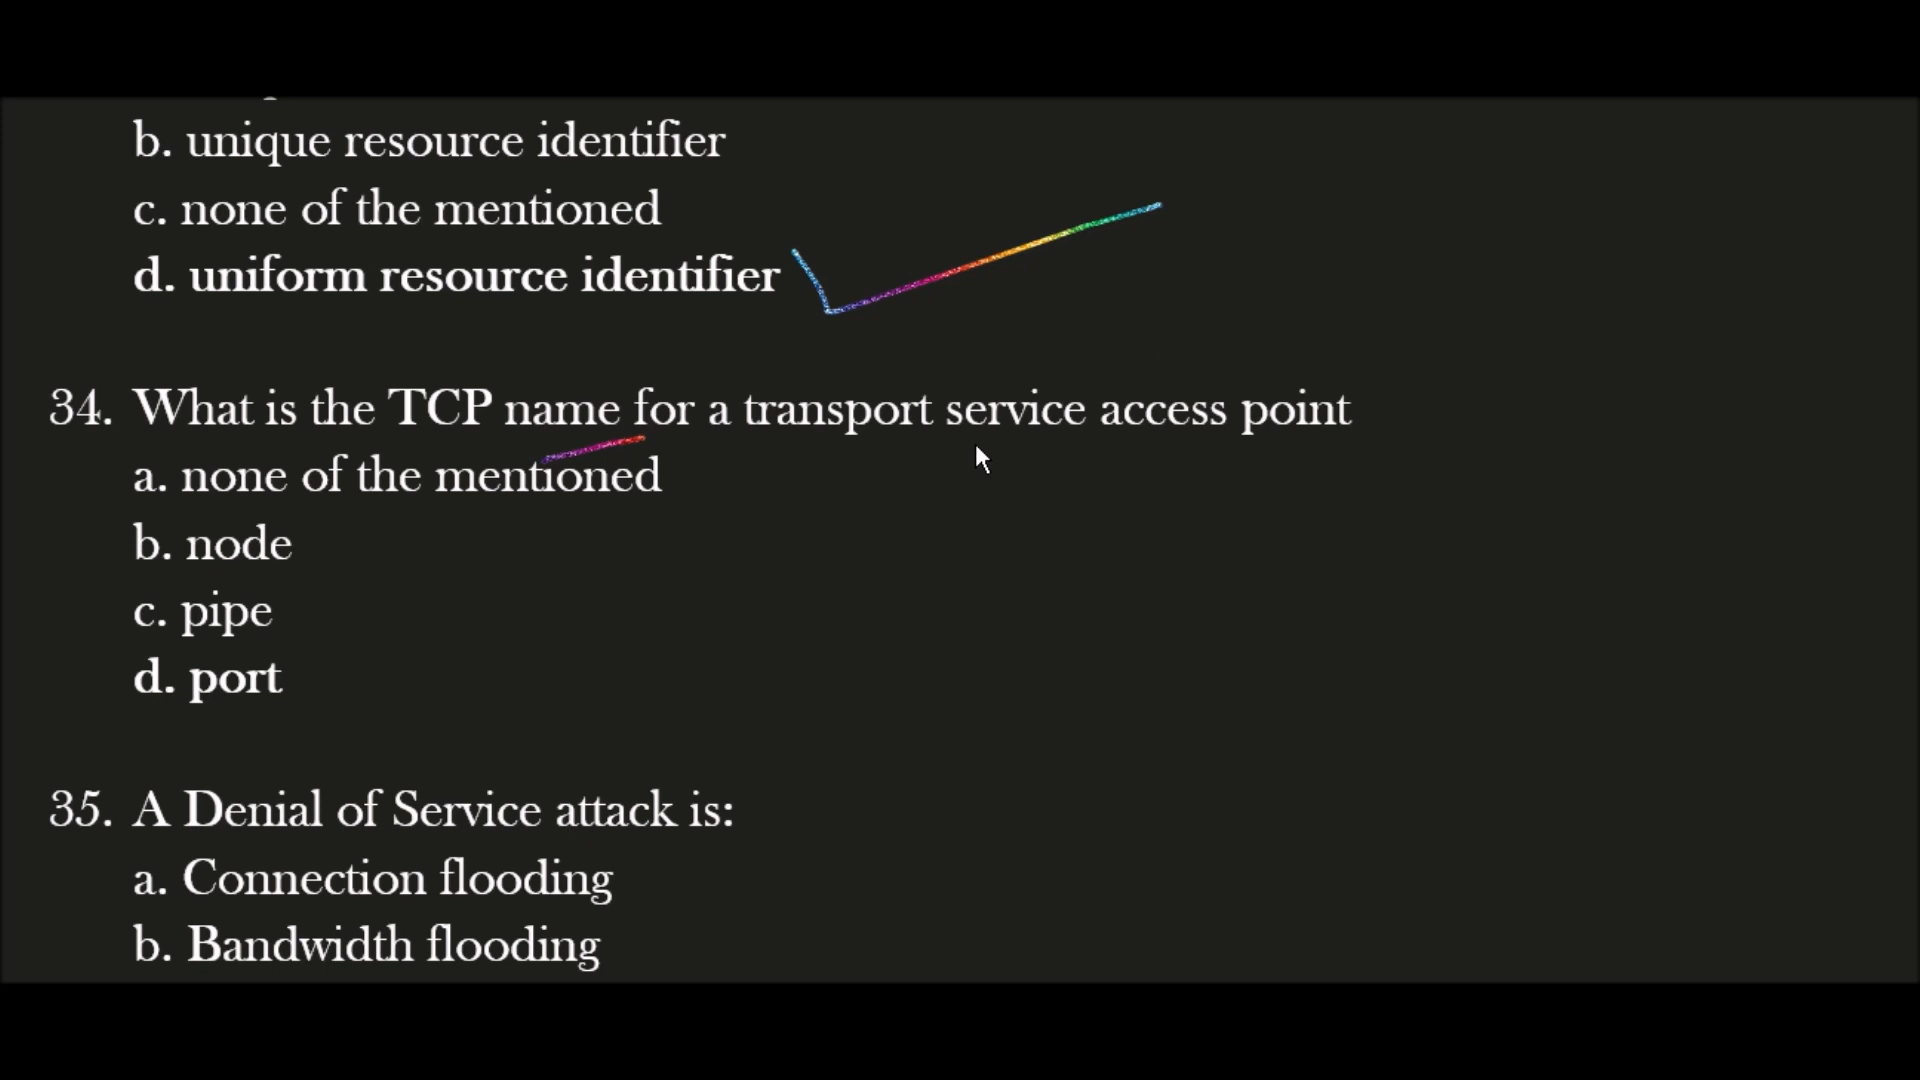 b. unique resource identifier
c. none of the mentioned
d. uniform resource identifier
34. What is the TCP name for a transport service access point
a. none of the mentioned
b. node
c. pipe
d. port
35. A Denial of Service attack is:
a. Connection flooding
b. Bandwidth flooding